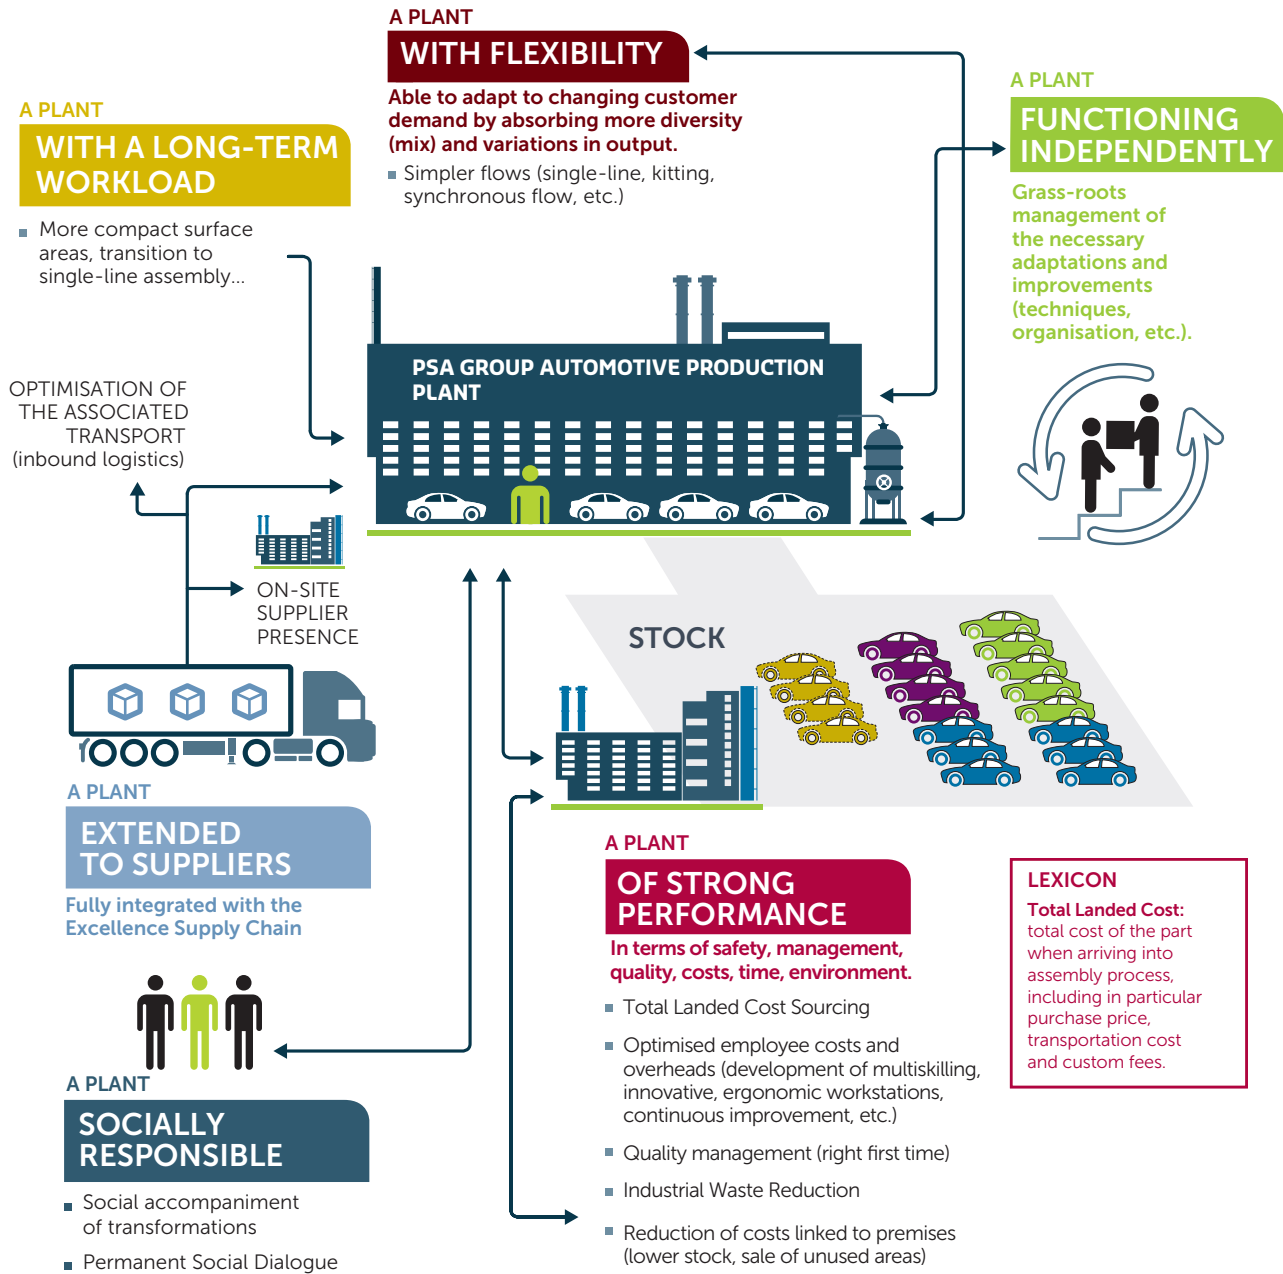 A PLANT
WITH FLEXIBILITY
Able to adapt to changing customer
demand by absorbing more diversity
(mix) and variations in output.
Simpler flows (single-line, kitting,
synchronous flow, etc.)
A PLANT
WITH A LONG-TERM
WORKLOAD
More compact surface
areas, transition to
single-line assembly...
A PLANT
FUNCTIONING
INDEPENDENTLY
Grass-roots
management of
the necessary
adaptations and
improvements
(techniques,
organisation, etc.).
PSA GROUP AUTOMOTIVE PRODUCTION
PLANT
OPTIMISATION OF
THE ASSOCIATED
TRANSPORT
(inbound logistics)
ON-SITE
SUPPLIER
PRESENCE
STOCK
A PLANT
EXTENDED
TO SUPPLIERS
Fully integrated with the
Excellence Supply Chain
A PLANT
OF STRONG
PERFORMANCE
In terms of safety, management,
quality, costs, time, environment.
Total Landed Cost Sourcing
Optimised employee costs and
overheads (development of multiskilling,
innovative, ergonomic workstations,
continuous improvement, etc.)
Quality management (right first time)
Industrial Waste Reduction
Reduction of costs linked to premises
(lower stock, sale of unused areas)
LEXICON
Total Landed Cost:
total cost of the part
when arriving into
assembly process,
including in particular
purchase price,
transportation cost
and custom fees.
A PLANT
SOCIALLY
RESPONSIBLE
Social accompaniment
of transformations
Permanent Social Dialogue